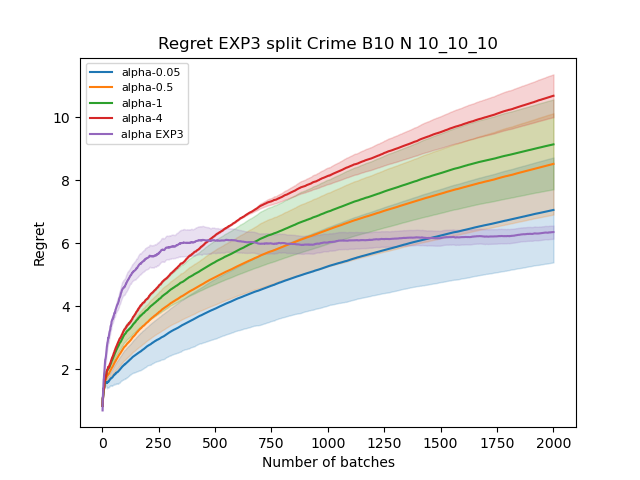 Regret EXP3 split Crime B10 N 10_10_10
alpha-0.05
alpha-0.5
alpha-1
alpha-4
alpha EXP3
10
8
6
4
2
Regret
0 250 500 750 1000 1250 1500 1750 2000
Number of batches